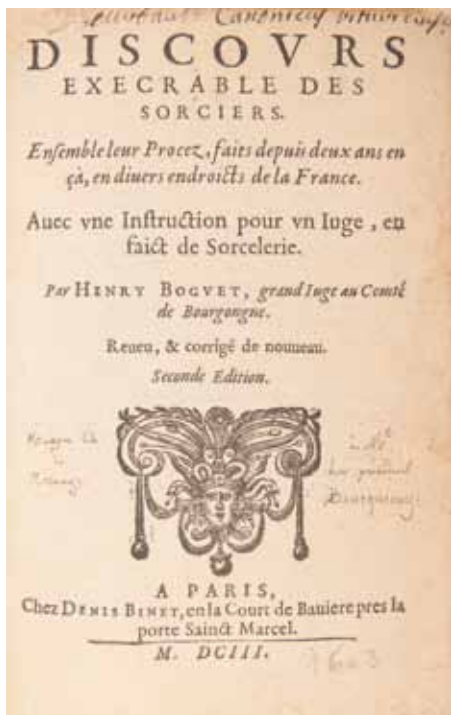 Canonicus
DISCOVRS
EXECRABLE DES
SORCIERS.
Enſemble leur Procez, faits depuis deux ans en
çà, en diuers endroicts de la France.
Auec vne Inſtruction pour vn Iuge, en
faict de Sorcelerie.
Par HENRY BOGVET, grand Iuge au Comté
de Bourgongne.
Reueu, & corrigé de nouueau.
Seconde Edition.
A PARIS,
Chez DENIS BINET, en la Court de Bauiere pres la
porte Sainct Marcel.
M. DCIII.
1603